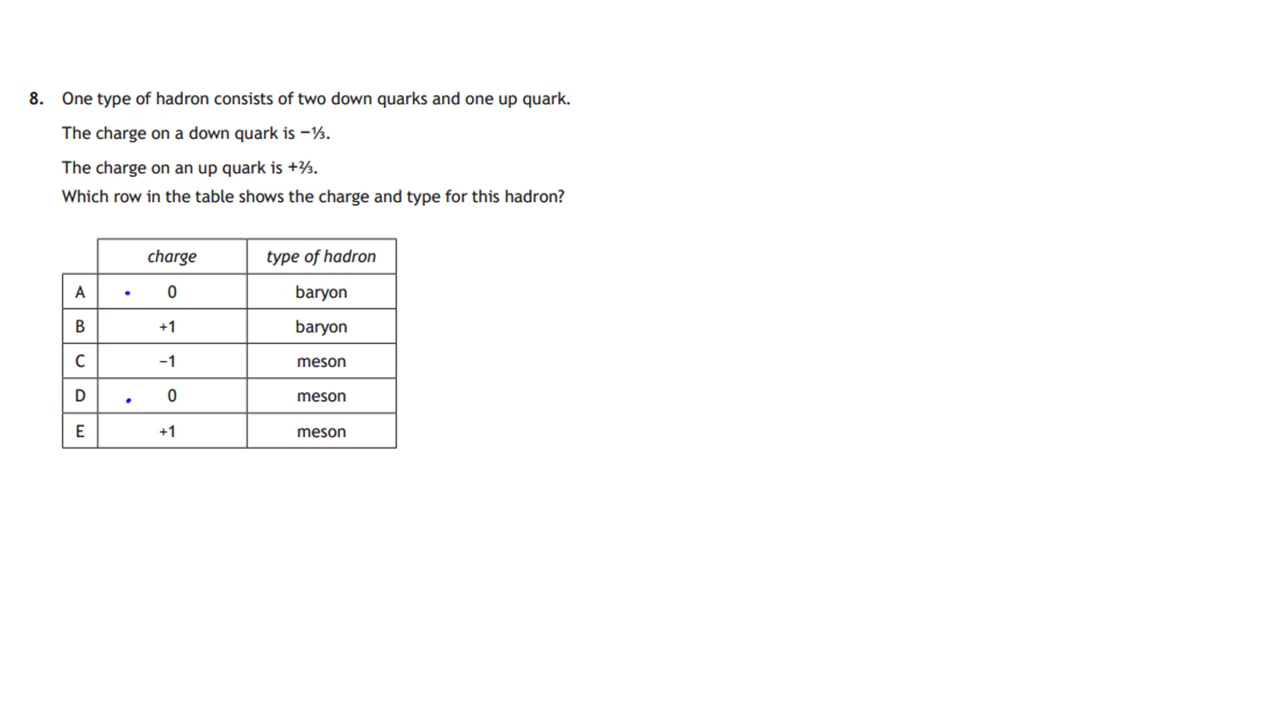 8. One type of hadron consists of two down quarks and one up quark.
The charge on a down quark is −⅓.
The charge on an up quark is +⅔.
Which row in the table shows the charge and type for this hadron?
charge type of hadron
A 0 baryon
B +1 baryon
C −1 meson
D 0 meson
E +1 meson